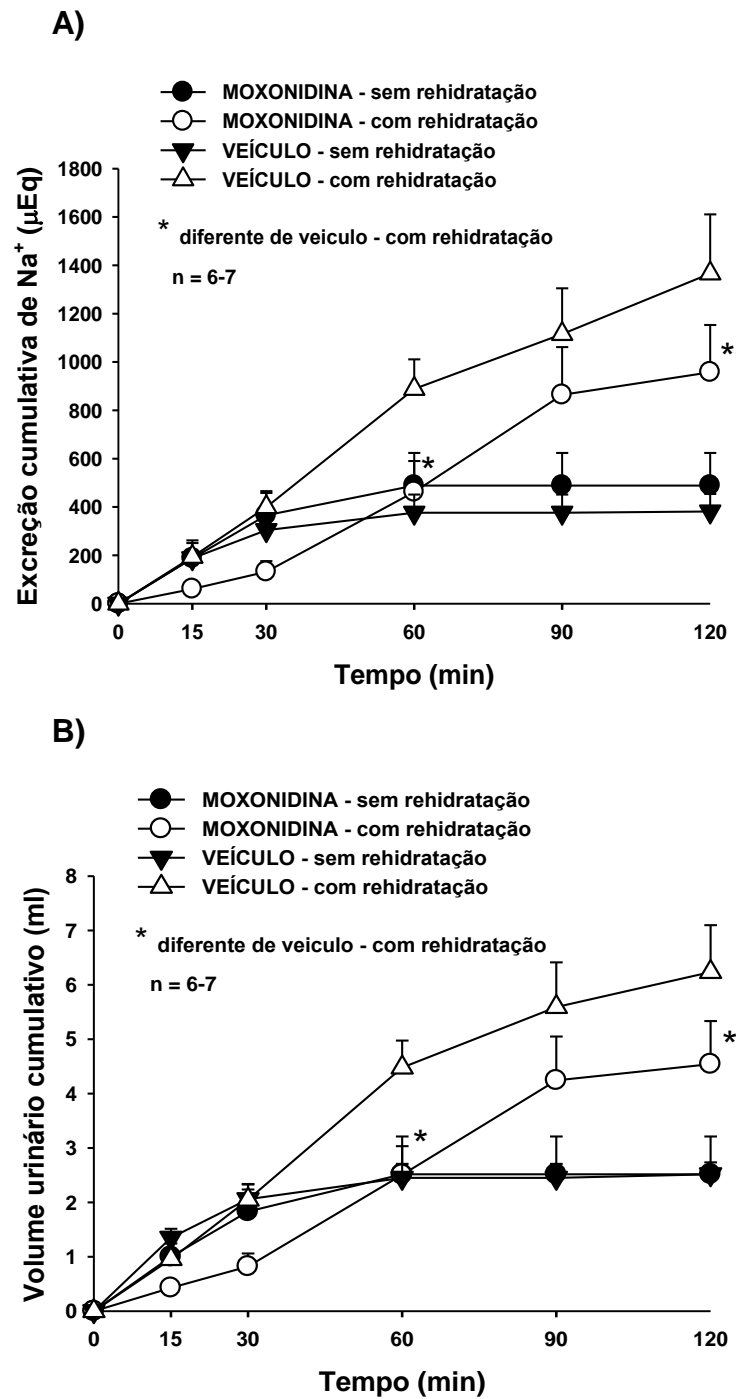 A)
MOXONIDINA - sem rehidratação
MOXONIDINA - com rehidratação
VEÍCULO - sem rehidratação
VEÍCULO - com rehidratação
* diferente de veiculo - com rehidratação
n = 6-7
Excreção cumulativa de Na⁺ (µEq)
1800
1600
1400
1200
1000
800
600
400
200
0
*
*
0 15 30 60 90 120
Tempo (min)
B)
MOXONIDINA - sem rehidratação
MOXONIDINA - com rehidratação
VEÍCULO - sem rehidratação
VEÍCULO - com rehidratação
* diferente de veiculo - com rehidratação
n = 6-7
Volume urinário cumulativo (ml)
8
7
6
5
4
3
2
1
0
*
*
0 15 30 60 90 120
Tempo (min)